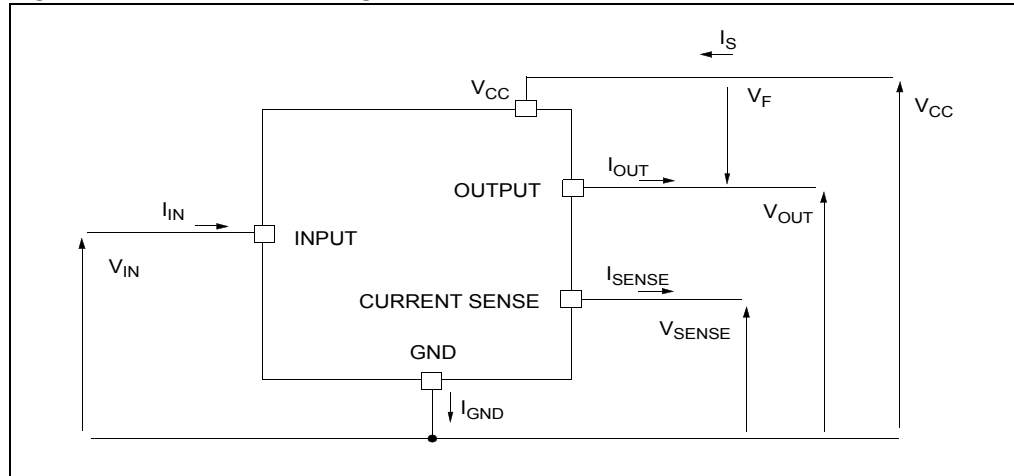 I_S
V_CC
V_F
V_CC
I_OUT
OUTPUT
V_OUT
I_IN
INPUT
V_IN
I_SENSE
CURRENT SENSE
V_SENSE
GND
I_GND